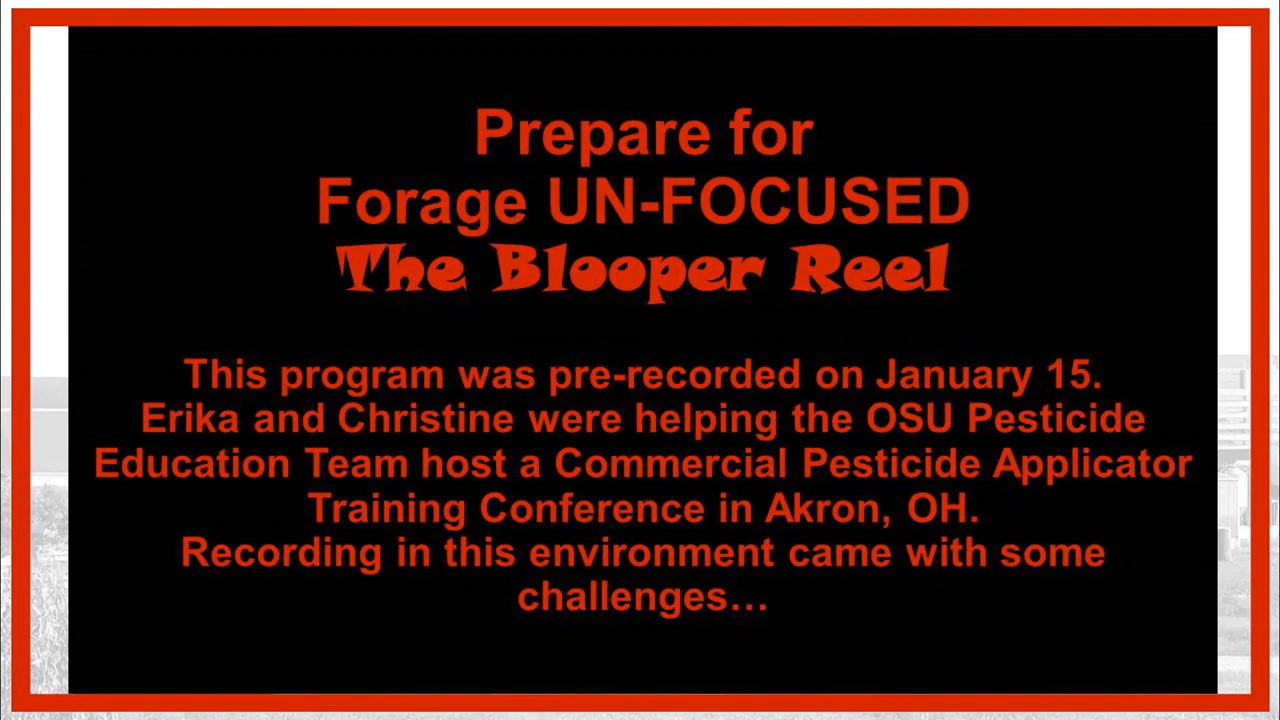 Prepare for
Forage UN-FOCUSED
The Blooper Reel
This program was pre-recorded on January 15.
Erika and Christine were helping the OSU Pesticide
Education Team host a Commercial Pesticide Applicator
Training Conference in Akron, OH.
Recording in this environment came with some
challenges…